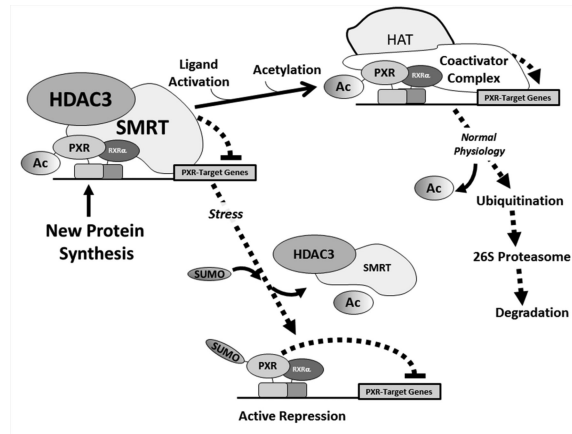 HDAC3
SMRT
Ac
PXR
RXRα.
PXR-Target Genes
New Protein
Synthesis
Ligand
Activation
Acetylation
HAT
Coactivator
Complex
Ac
PXR
RXRα.
PXR-Target Genes
Normal
Physiology
Ac
Ubiquitination
26S Proteasome
Degradation
Stress
SUMO
HDAC3
SMRT
Ac
SUMO
PXR
RXRα.
PXR-Target Genes
Active Repression